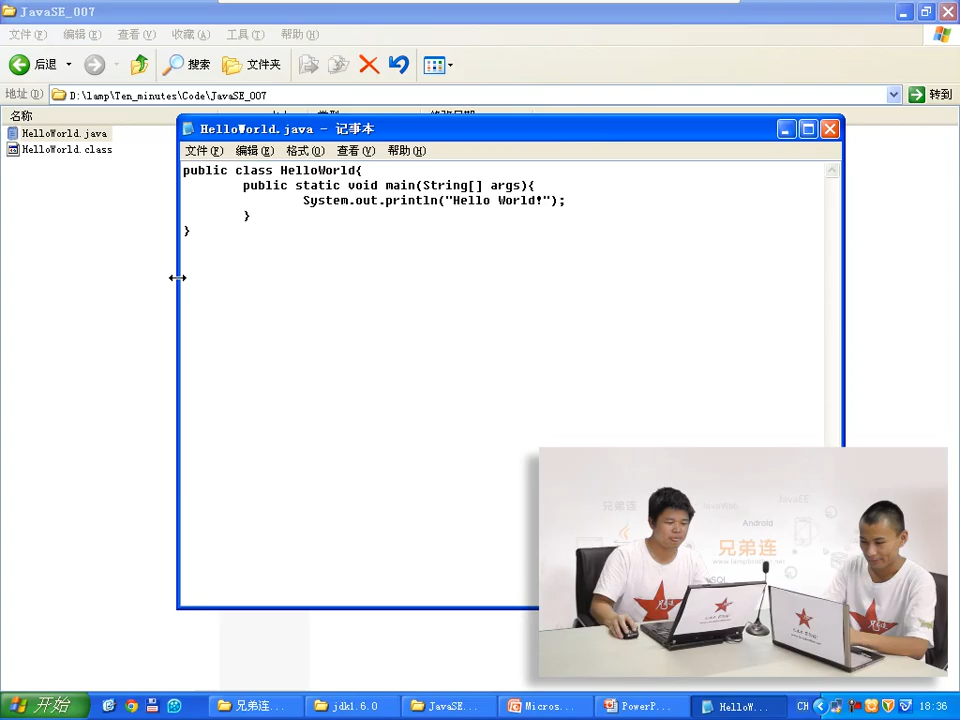 JavaSE_007
文件(F) 编辑(E) 查看(V) 收藏(A) 工具(T) 帮助(H)
后退 搜索 文件夹
地址(D) D:\lamp\Ten_minutes\Code\JavaSE_007 转到
名称
HelloWorld.java
HelloWorld.class
HelloWorld.java - 记事本
文件(F) 编辑(E) 格式(O) 查看(V) 帮助(H)
public class HelloWorld{
public static void main(String[] args){
System.out.println("Hello World!");
}
}
兄弟连
JavaEE
Android
兄弟连
开始 兄弟连... jdk1.6.0 JavaSE... Micros... PowerP... HelloW... CH 18:36